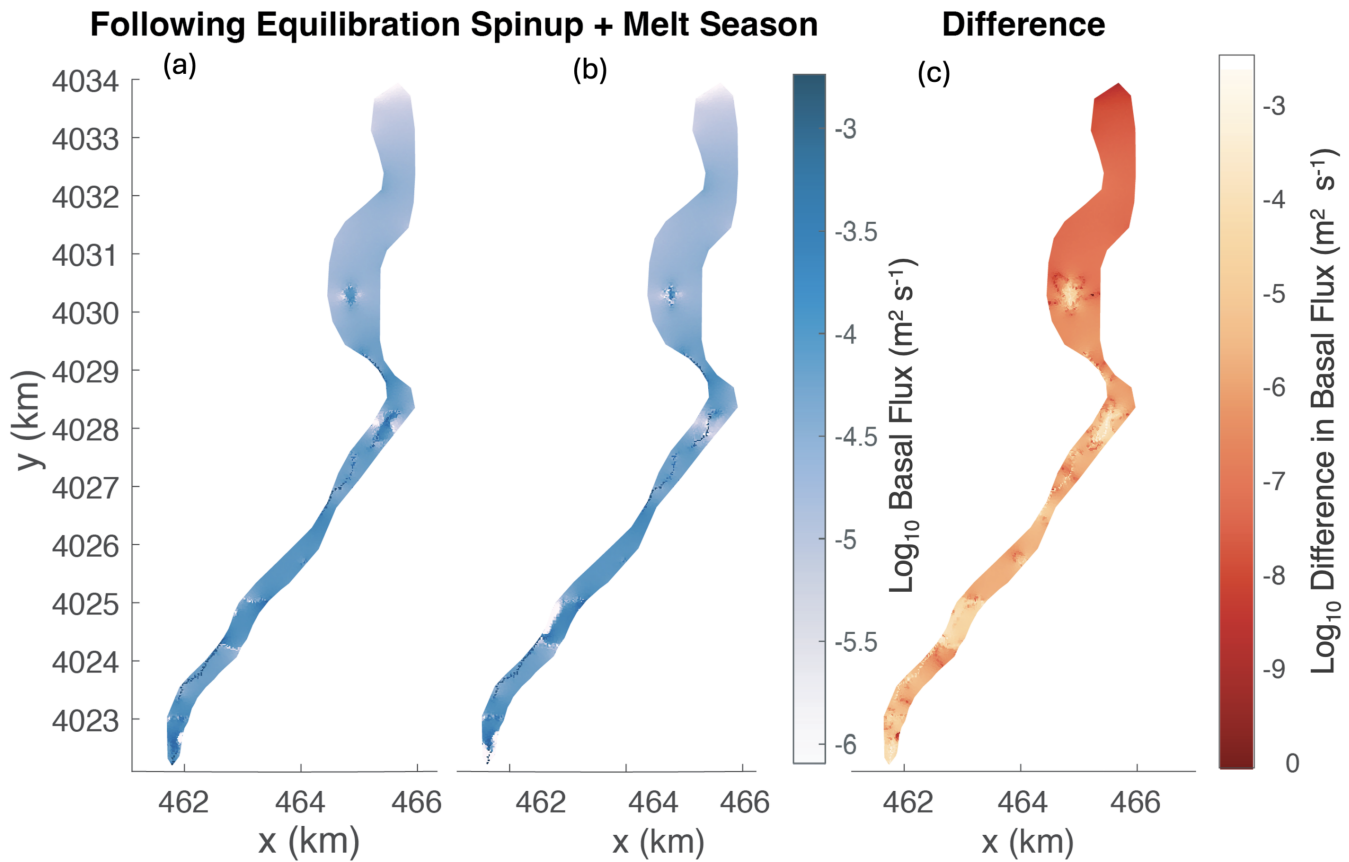 Following Equilibration Spinup + Melt Season Difference
(a) (b) (c)
4034
4033
4032
4031
4030
4029
4028
4027
4026
4025
4024
4023
y (km)
462 464 466
x (km)
462 464 466
x (km)
-3
-3.5
-4
-4.5
-5
-5.5
-6
Log10 Basal Flux (m² s⁻¹)
462 464 466
x (km)
-3
-4
-5
-6
-7
-8
-9
0
Log10 Difference in Basal Flux (m² s⁻¹)